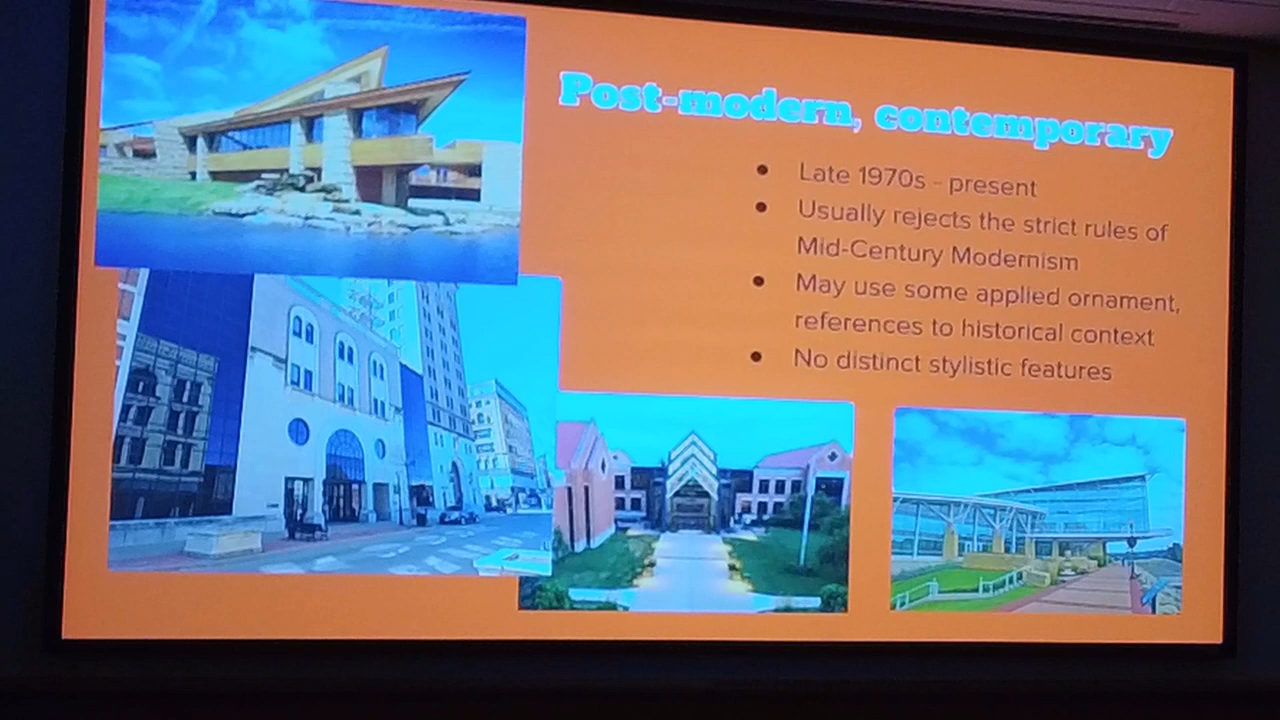 Post-modern, contemporary
● Late 1970s - present
● Usually rejects the strict rules of
Mid-Century Modernism
● May use some applied ornament,
references to historical context
● No distinct stylistic features